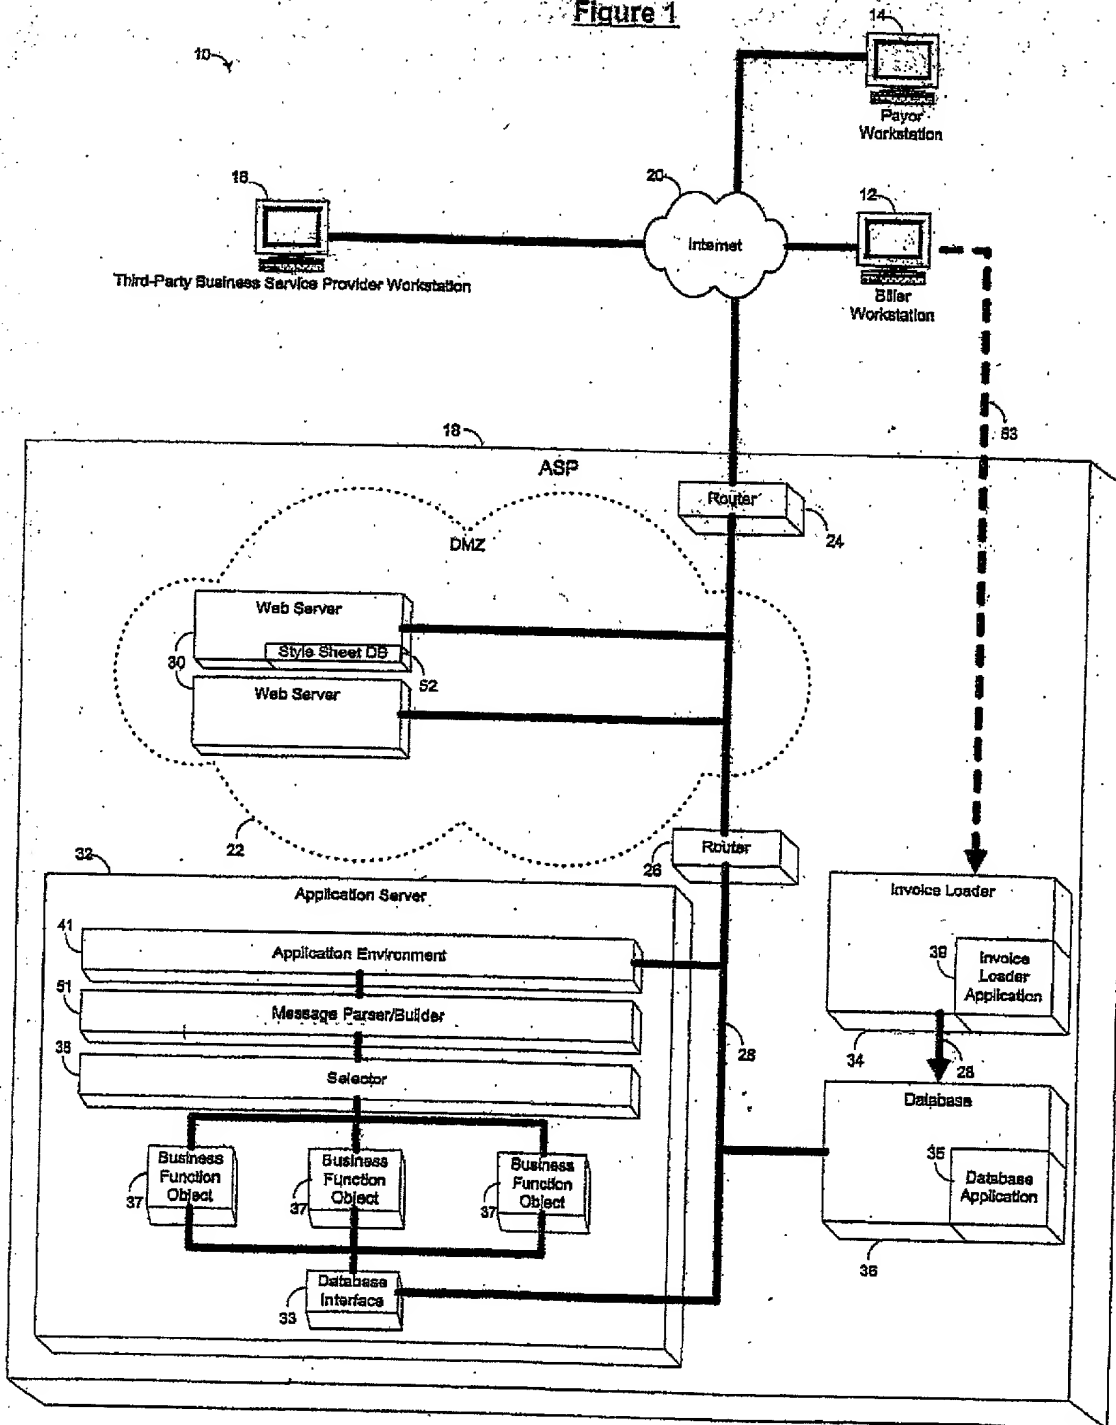 Figure 1
10
14
Payor
Workstation
16
Third-Party Business Service Provider Workstation
20
Internet
12
Biller
Workstation
53
18
ASP
Router
24
DMZ
Web Server
Style Sheet DB
52
30
Web Server
22
Router
26
32
Application Server
41
Application Environment
51
Message Parser/Builder
38
Selector
Business
Function
Object
37
Business
Function
Object
37
Business
Function
Object
37
Database
Interface
33
28
Invoice Loader
39
Invoice
Loader
Application
34
28
Database
35
Database
Application
36